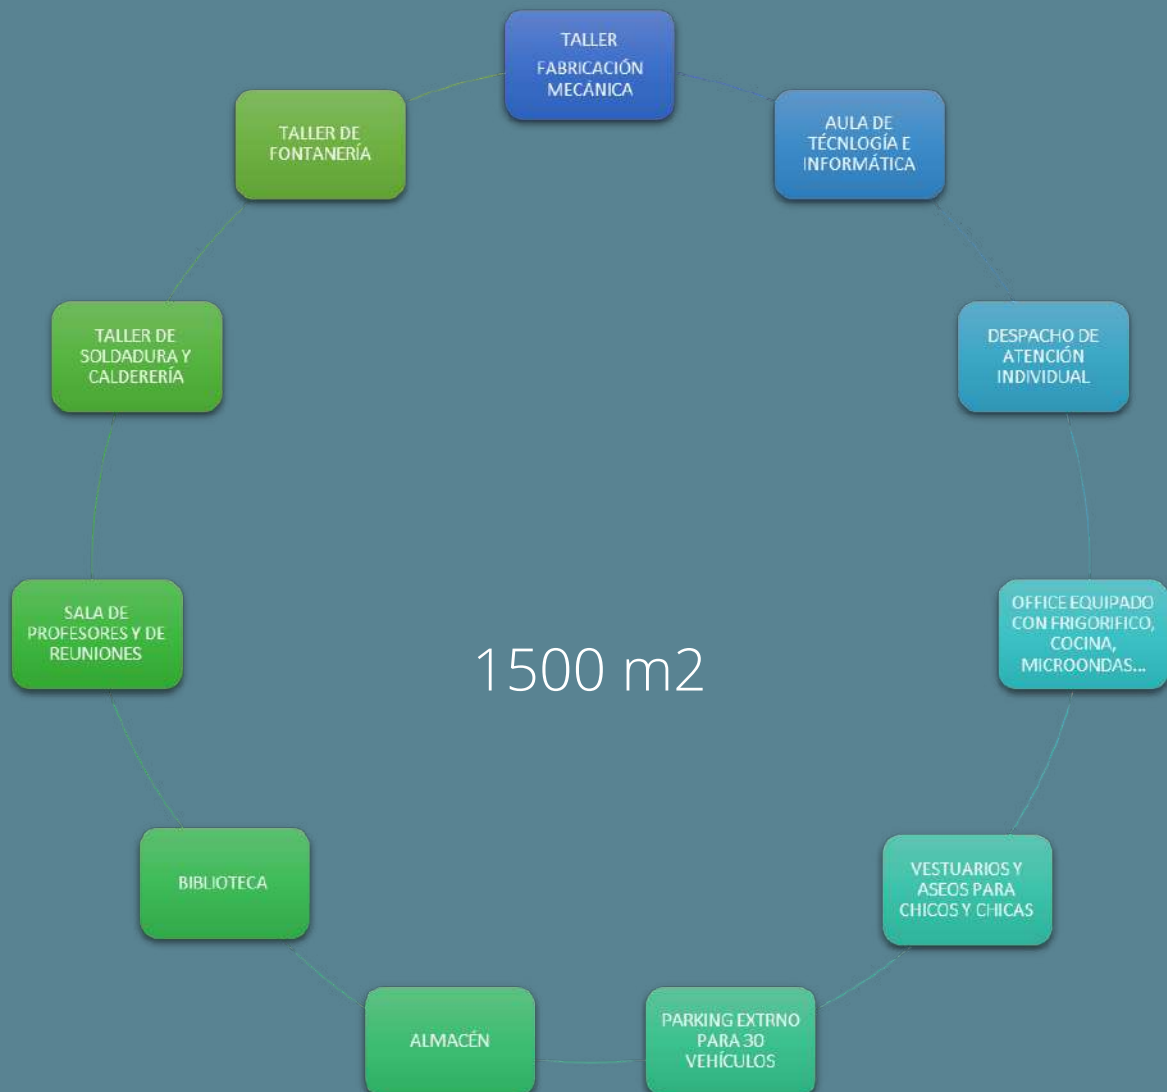 TALLER
FABRICACIÓN
MECÁNICA
AULA DE
TÉCNLOGÍA E
INFORMÁTICA
DESPACHO DE
ATENCIÓN
INDIVIDUAL
OFFICE EQUIPADO
CON FRIGORIFICO,
COCINA,
MICROONDAS...
VESTUARIOS Y
ASEOS PARA
CHICOS Y CHICAS
PARKING EXTRNO
PARA 30
VEHÍCULOS
ALMACÉN
BIBLIOTECA
SALA DE
PROFESORES Y DE
REUNIONES
TALLER DE
SOLDADURA Y
CALDERERÍA
TALLER DE
FONTANERÍA
1500 m2